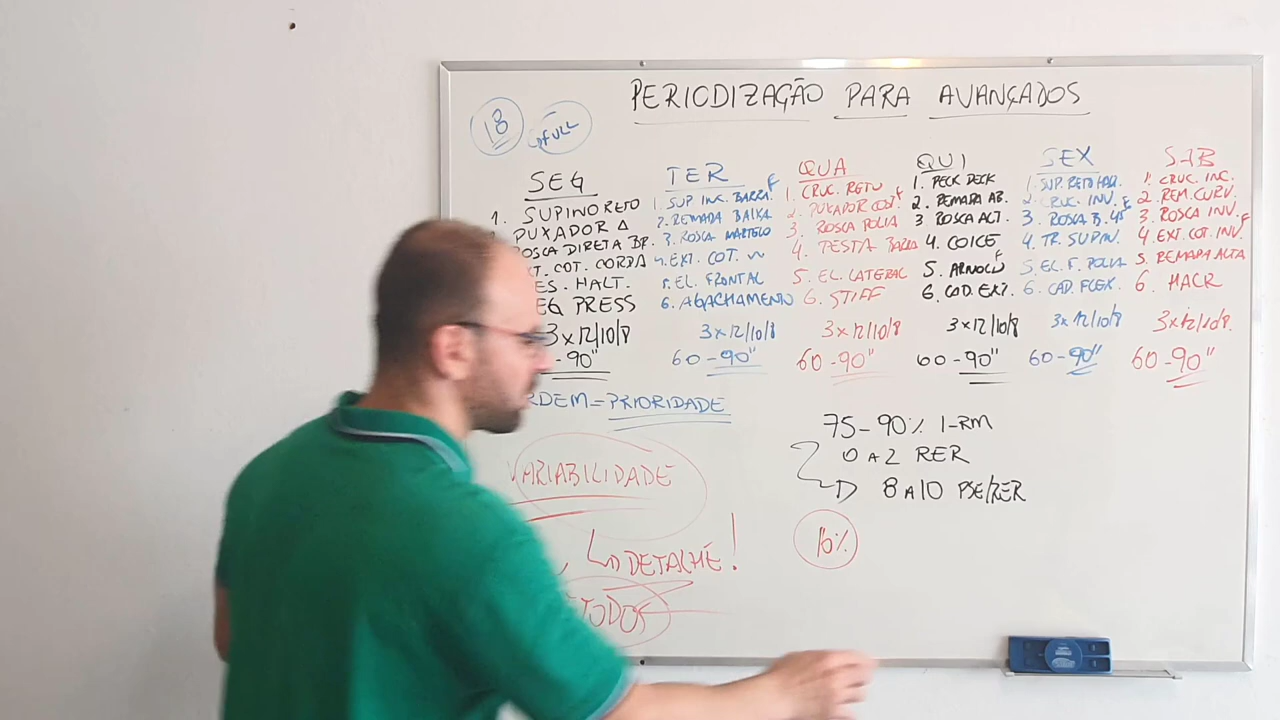 PERIODIZAÇÃO PARA AVANÇADOS
18
FULL
SEG
1. SUPINO RETO
PUXADOR Δ
ROSCA DIRETA
EXT. COT. CORDA
DES. HALT.
LEG PRESS
3x12/10/8
-90"
TER
1. SUP INC. BARRA F
2. REMADA BAIXA
3. ROSCA MARTELO
4. EXT. COT. W
5. EL. FRONTAL
6. AGACHAMENTO
3x12/10/8
60-90"
QUA
1. CRUC. RETO
2. PUXADOR F
3. ROSCA POLIA
4. TESTA BARRA
5. EL. LATERAL
6. STIFF
3x12/10/8
60-90"
QUI
1. PECK DECK
2. REMADA AB.
3. ROSCA ALT.
4. COICE
5. ARNOLD F
6. CAD. EXT.
3x12/10/8
60-90"
SEX
1. SUP. RETO HAL.
2. CRUC. INV. F
3. ROSCA B. 45°
4. TR. SUPIN.
5. EL. F. POLIA
6. CAD. FLEX.
3x12/10/8
60-90"
SAB
1. CRUC. INC.
2. REM. CURV.
3. ROSCA INV. F
4. EXT. COT. INV.
5. REMADA ALTA
6. HACK
3x12/10/8.
60-90"
RDEM = PRIORIDADE
VARIABILIDADE
DETALHE!
TODOS
75-90% 1-RM
0 A 2 RER
8 A 10 PSE/RER
16%